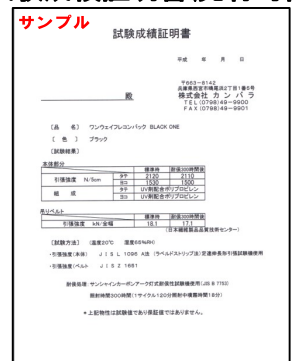 サンプル
試験成績証明書
平成　年　月　日
〒663-8142
兵庫県西宮市鳴尾浜2丁目1番5号
殿
株式会社 カンバラ
TEL (0798)49-9900
FAX (0798)49-9901
〔品　名〕 ワンウェイフレコンバック BLACK ONE
〔　色　〕 ブラック
〔試験結果〕
本体部分
標準時 耐侯300時間後
引張強度 N/5cm タテ 2120 2110
ヨコ 1530 1500
組　成 タテ UV剤配合ポリプロピレン
ヨコ UV剤配合ポリプロピレン
吊りベルト
標準時 耐侯300時間後
引張強度 kN/全幅 18.1 17.1
(日本繊維製品品質技術センター)
〔試験方法〕 (温度20℃ 湿度65%RH)
・引張強度(本体) JIS L 1096 A法 (ラベルドストリップ法)定速伸長形引張試験機使用
・引張強度(ベルト JIS Z 1651
耐侯処理：サンシャインカーボンアーク灯式耐侯性試験機使用(JIS B 7753)
照射時間300時間(1サイクル120分照射中噴霧時間18分)
＊上記物性は試験値であり保証値ではありません。